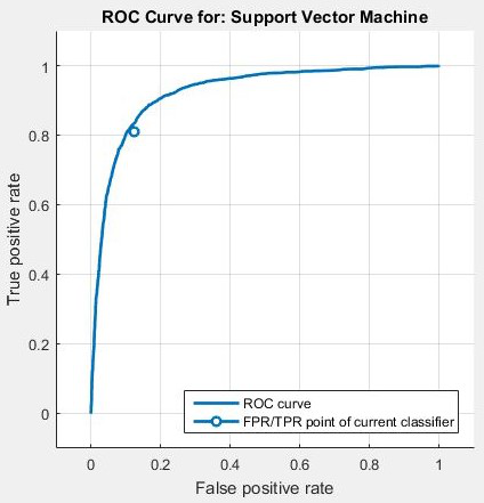 ROC Curve for: Support Vector Machine
1
0.8
0.6
0.4
0.2
0
True positive rate
ROC curve
FPR/TPR point of current classifier
0 0.2 0.4 0.6 0.8 1
False positive rate